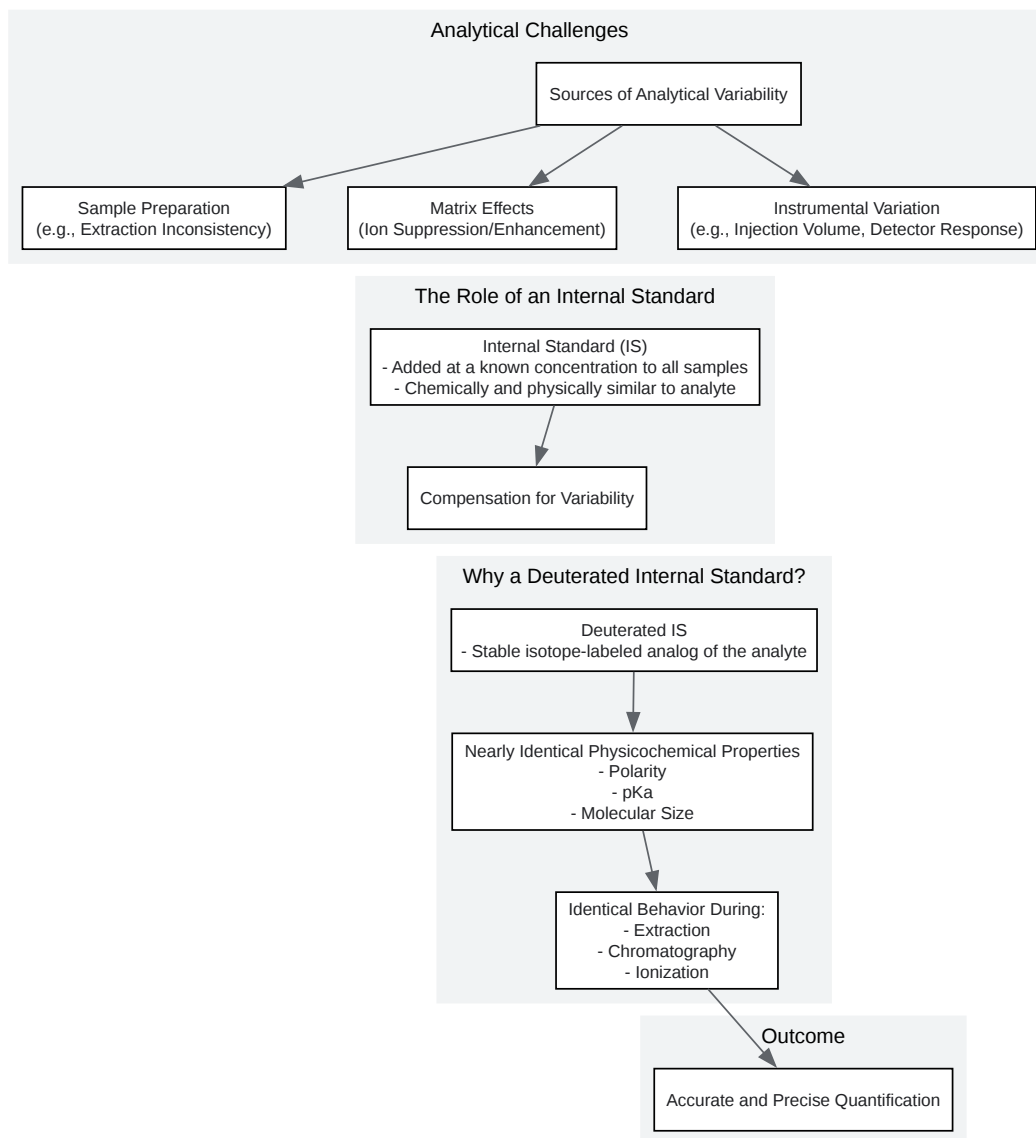 Analytical Challenges
Sources of Analytical Variability
Sample Preparation
(e.g., Extraction Inconsistency)
Matrix Effects
(Ion Suppression/Enhancement)
Instrumental Variation
(e.g., Injection Volume, Detector Response)
The Role of an Internal Standard
Internal Standard (IS)
- Added at a known concentration to all samples
- Chemically and physically similar to analyte
Compensation for Variability
Why a Deuterated Internal Standard?
Deuterated IS
- Stable isotope-labeled analog of the analyte
Nearly Identical Physicochemical Properties
- Polarity
- pKa
- Molecular Size
Identical Behavior During:
- Extraction
- Chromatography
- Ionization
Outcome
Accurate and Precise Quantification